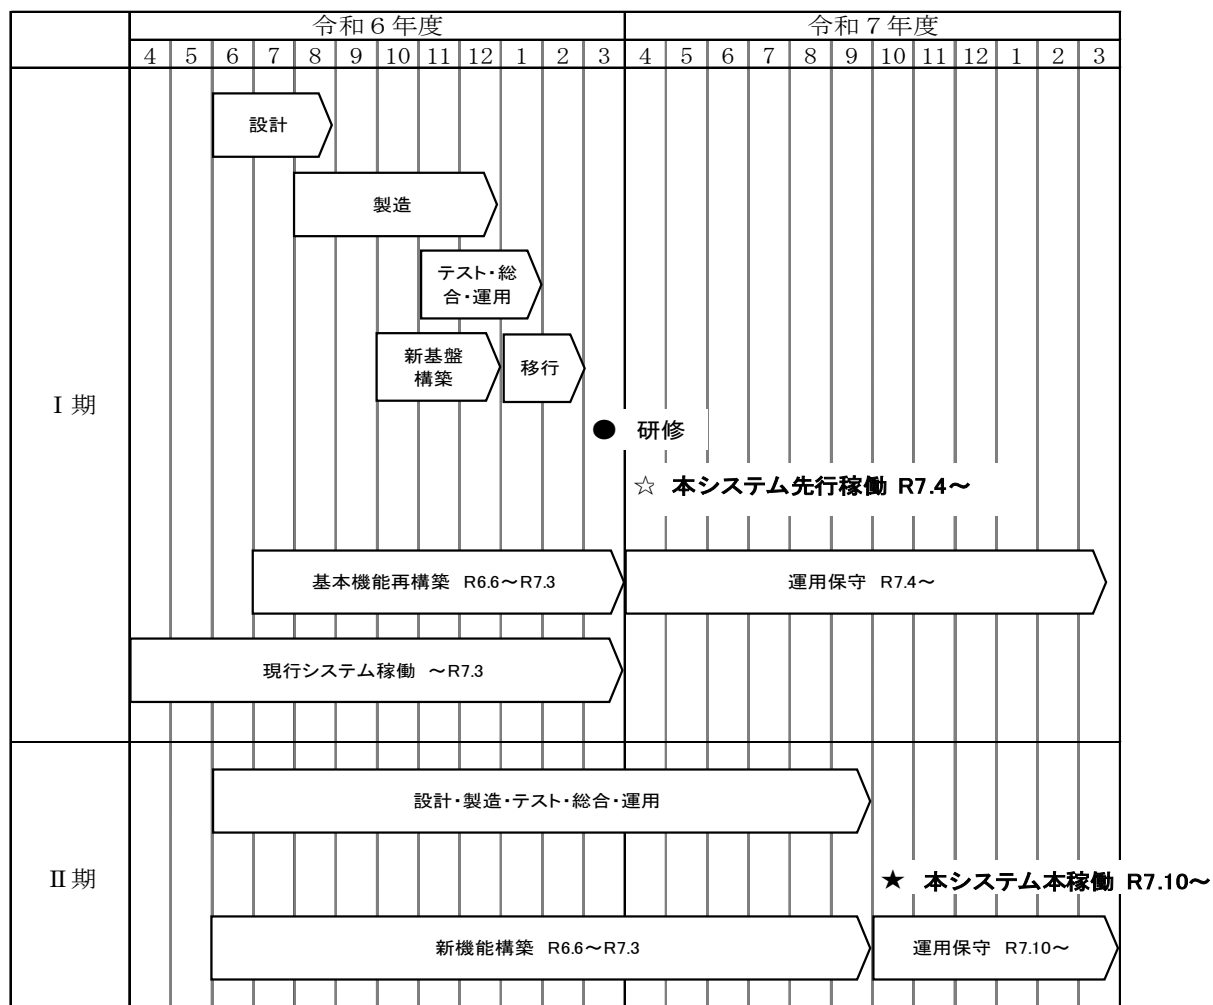 令和6年度 令和7年度
4 5 6 7 8 9 10 11 12 1 2 3 4 5 6 7 8 9 10 11 12 1 2 3
Ⅰ期
設計
製造
テスト・総
合・運用
新基盤
構築
移行
● 研修
☆ 本システム先行稼働 R7.4～
基本機能再構築 R6.6～R7.3
運用保守 R7.4～
現行システム稼働 ～R7.3
Ⅱ期
設計・製造・テスト・総合・運用
★ 本システム本稼働 R7.10～
新機能構築 R6.6～R7.3
運用保守 R7.10～